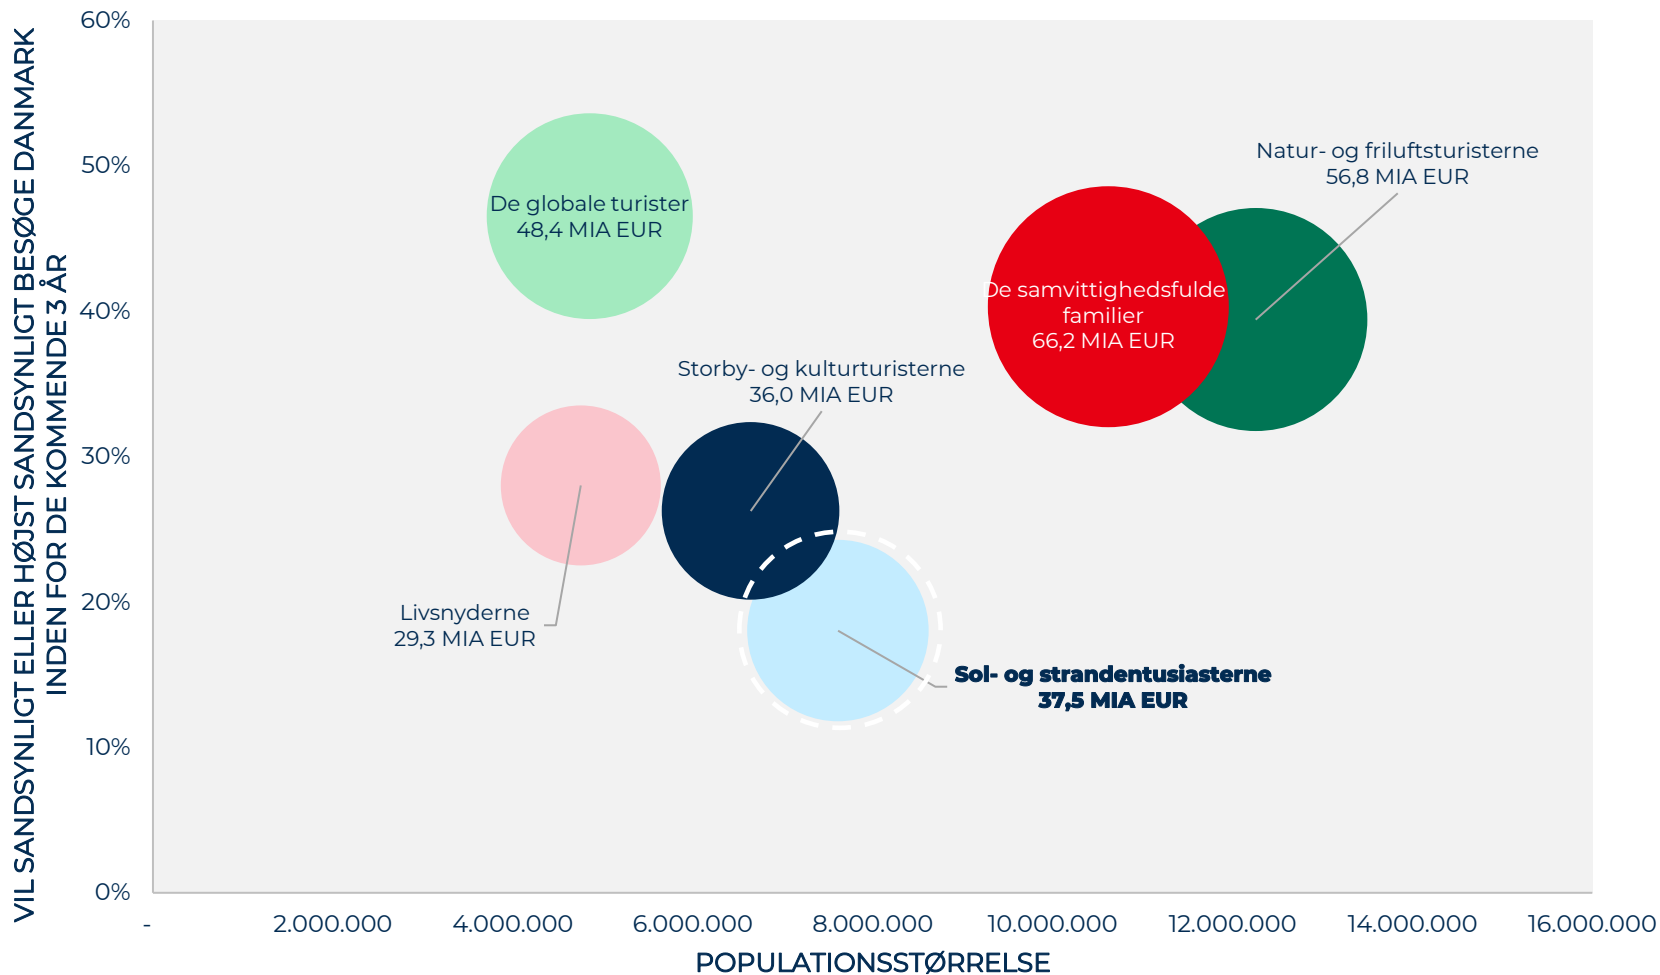 VIL SANDSYNLIGT ELLER HØJST SANDSYNLIGT BESØGE DANMARK
INDEN FOR DE KOMMENDE 3 ÅR
60%
50%
40%
30%
20%
10%
0%
De globale turister
48,4 MIA EUR
Natur- og friluftsturisterne
56,8 MIA EUR
De samvittighedsfulde
familier
66,2 MIA EUR
Storby- og kulturturisterne
36,0 MIA EUR
Livsnyderne
29,3 MIA EUR
Sol- og strandentusiasterne
37,5 MIA EUR
- 2.000.000 4.000.000 6.000.000 8.000.000 10.000.000 12.000.000 14.000.000 16.000.000
POPULATIONSSTØRRELSE